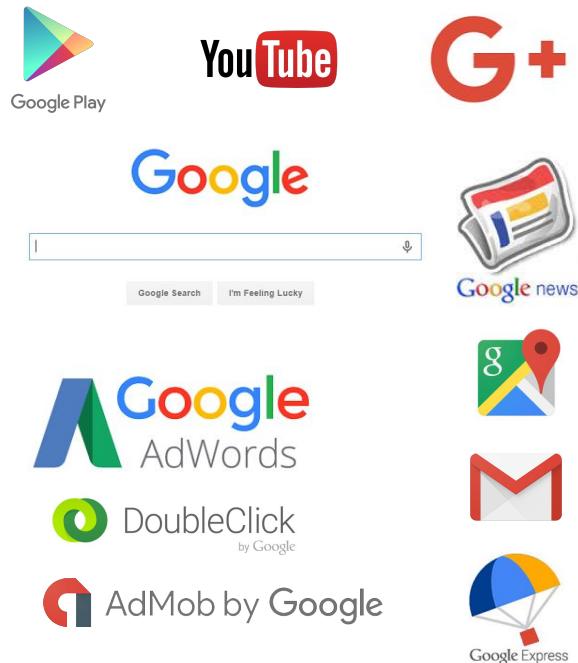 Google Play
YouTube
G+
Google
Google Search
I'm Feeling Lucky
Google news
g
Google
AdWords
DoubleClick
by Google
M
AdMob by Google
Google Express